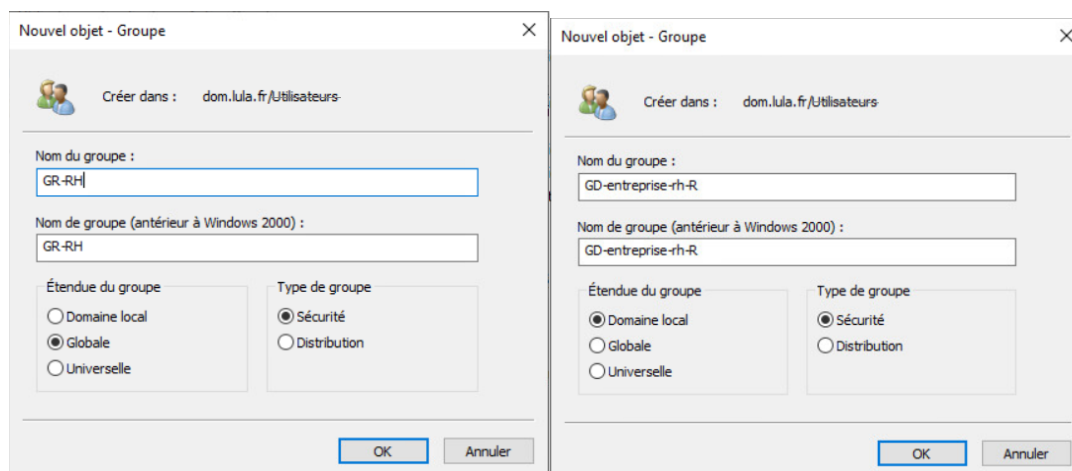 Nouvel objet - Groupe
Créer dans : dom.lula.fr/Utilisateurs-
Nom du groupe :
GR-RH
Nom de groupe (antérieur à Windows 2000) :
GR-RH
Étendue du groupe
Domaine local
Globale
Universelle
Type de groupe
Sécurité
Distribution
OK
Annuler
Nouvel objet - Groupe
Créer dans : dom.lula.fr/Utilisateurs-
Nom du groupe :
GD-entreprise-rh-R
Nom de groupe (antérieur à Windows 2000) :
GD-entreprise-rh-R
Étendue du groupe
Domaine local
Globale
Universelle
Type de groupe
Sécurité
Distribution
OK
Annuler